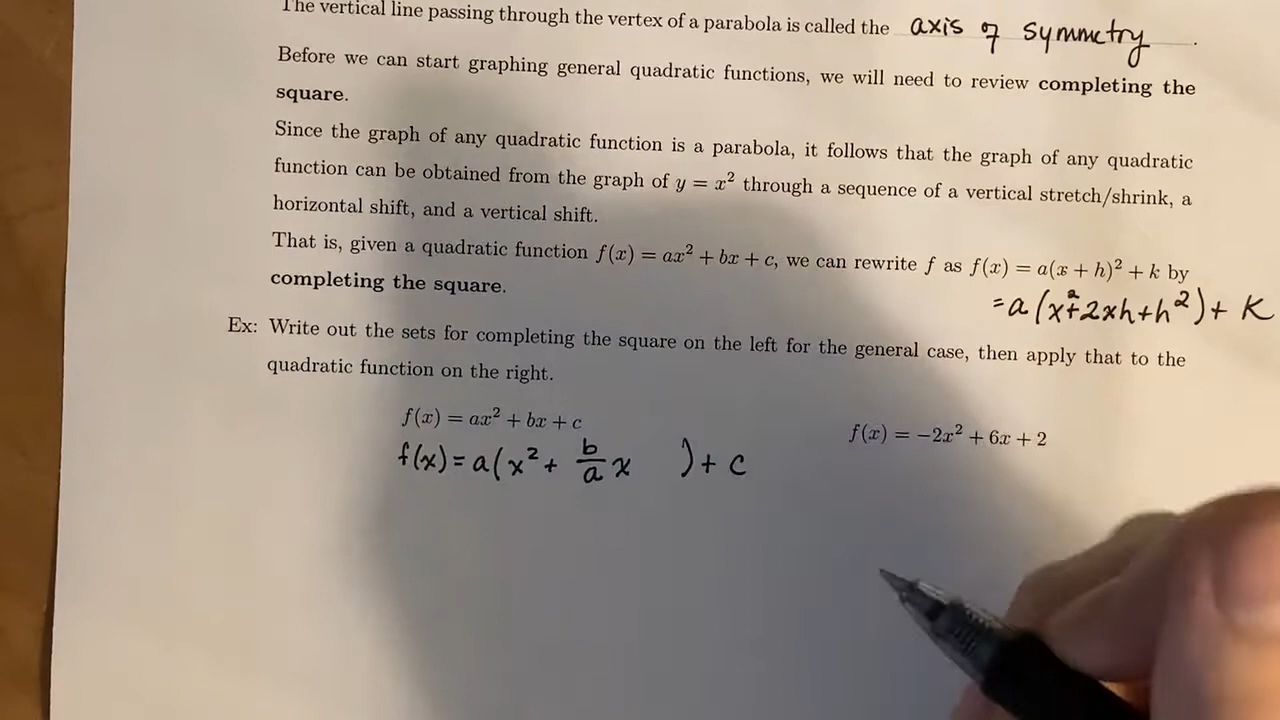 The vertical line passing through the vertex of a parabola is called the axis of symmetry.
Before we can start graphing general quadratic functions, we will need to review completing the
square.
Since the graph of any quadratic function is a parabola, it follows that the graph of any quadratic
function can be obtained from the graph of y = x² through a sequence of a vertical stretch/shrink, a
horizontal shift, and a vertical shift.
That is, given a quadratic function f(x) = ax² + bx + c, we can rewrite f as f(x) = a(x + h)² + k by
completing the square.
= a(x² + 2xh + h²) + k
Ex: Write out the sets for completing the square on the left for the general case, then apply that to the
quadratic function on the right.
f(x) = ax² + bx + c
f(x) = −2x² + 6x + 2
f(x) = a(x² + b/a x ) + c